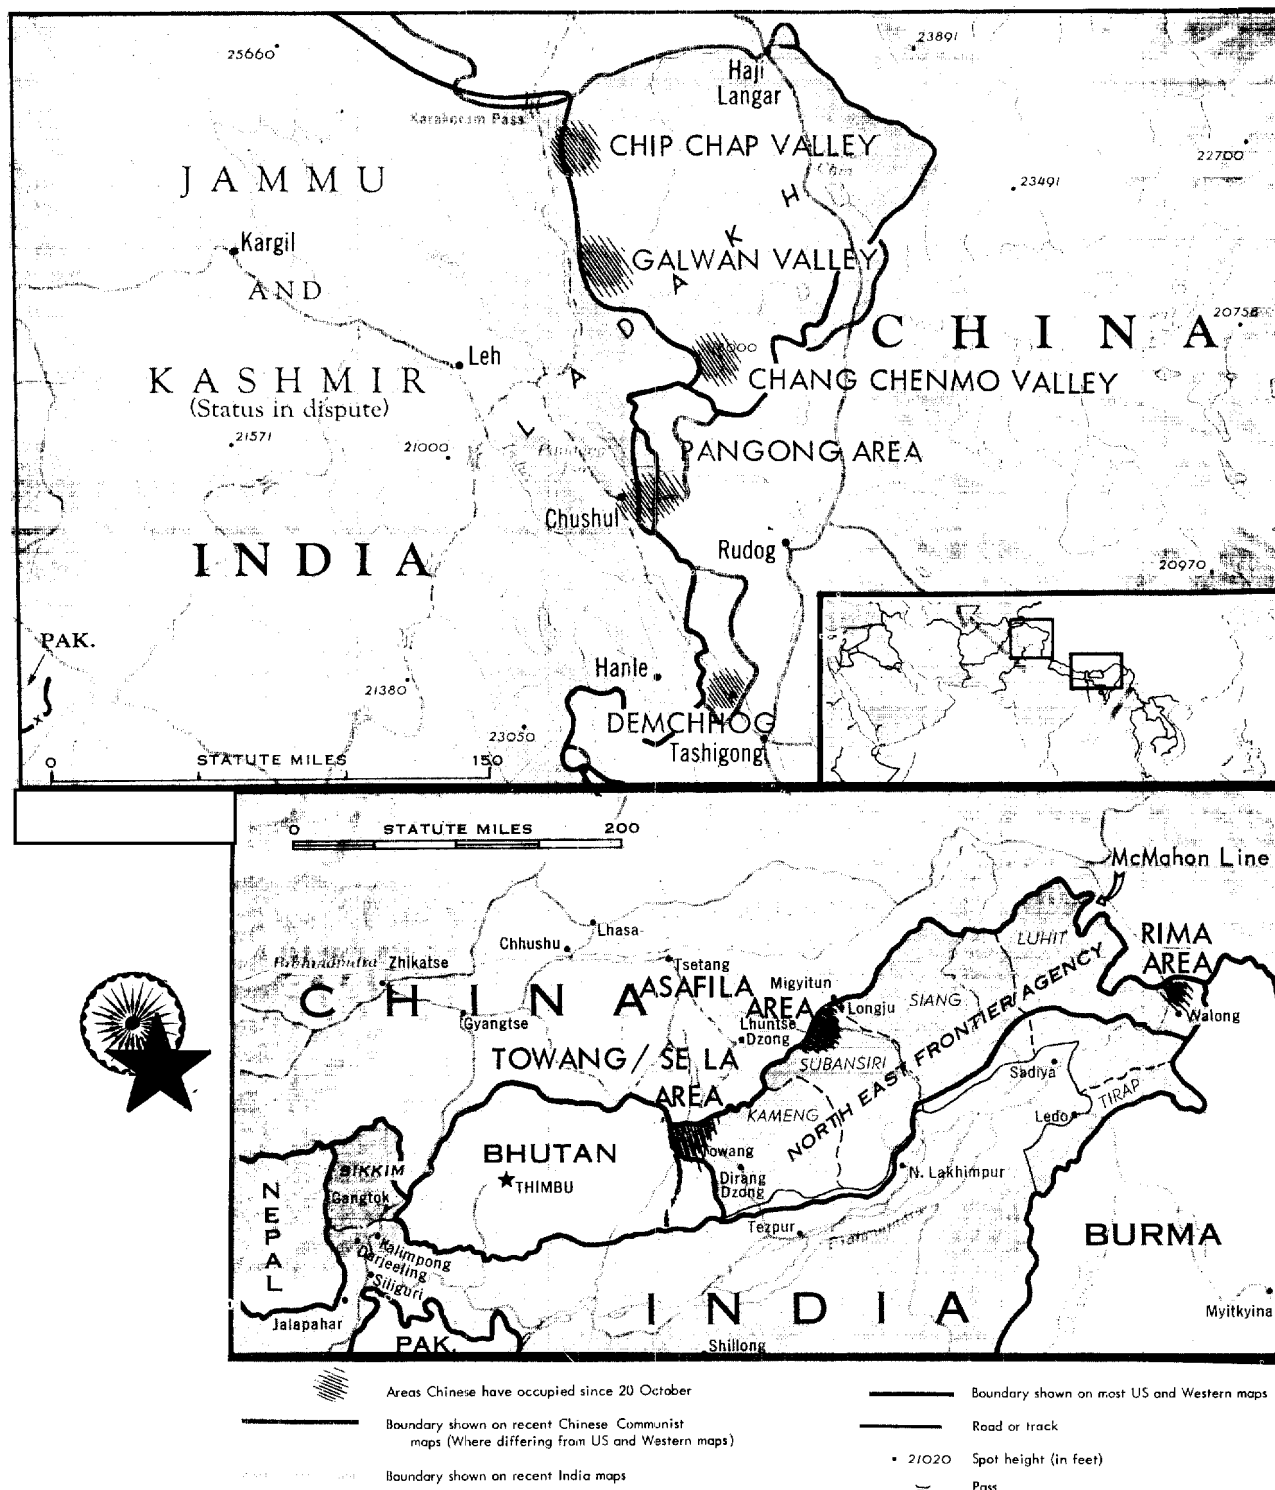 25660
23891
Haji
Langar
Karakoram Pass
CHIP CHAP VALLEY
22700
JAMMU
23491
H
Kargil
K
GALWAN VALLEY
AND
A
20758
D
CHINA
Leh
A
KASHMIR
CHANG CHENMO VALLEY
(Status in dispute)
L
21571
21000
PANGONG AREA
Chushul
Rudog
INDIA
20970
PAK.
Hanle
21380
DEMCHHOG
23050
Tashigong
0 STATUTE MILES 150
0 STATUTE MILES 200
McMahon Line
Lhasa
LUHIT
RIMA
AREA
Chhushu
Brahmaputra
Zhikatse
Tsetang
Migyitun
CHINA
ASAFILA
AREA
SIANG
Longju
Walong
Gyangtse
Lhuntse
Dzong
NORTH EAST FRONTIER AGENCY
TOWANG/SE LA
AREA
SUBANSIRI
Sadiya
TIRAP
Ledo
KAMENG
BHUTAN
THIMBU
Towang
Dirang
Dzong
N. Lakhimpur
BIKKIM
Gangtok
NEPAL
Tezpur
BURMA
Kalimpong
Darjeeling
Siliguri
INDIA
Jalapahar
Myitkyina
PAK.
Shillong
Areas Chinese have occupied since 20 October
Boundary shown on most US and Western maps
Boundary shown on recent Chinese Communist
maps (Where differing from US and Western maps)
Road or track
21020 Spot height (in feet)
Boundary shown on recent India maps
Pass